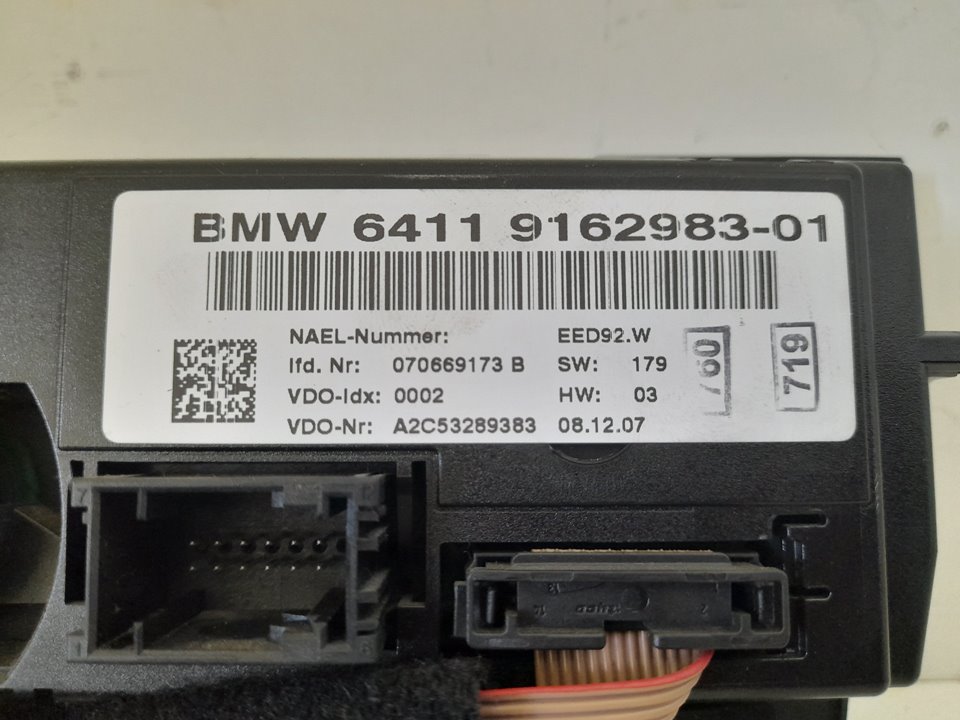 BMW 6411 9162983-01
NAEL-Nummer: EED92.W
lfd. Nr: 070669173 B SW: 179
VDO-Idx: 0002 HW: 03
VDO-Nr: A2C53289383 08.12.07
760
719